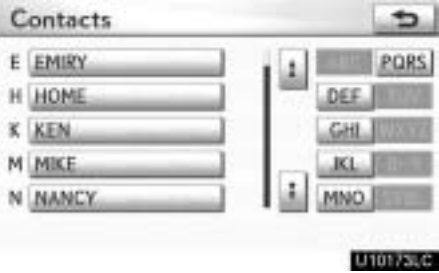 Contacts
E EMIRY PQRS
H HOME DEF
K KEN GHI
M MIKE JKL
N NANCY MNO
U10173LC